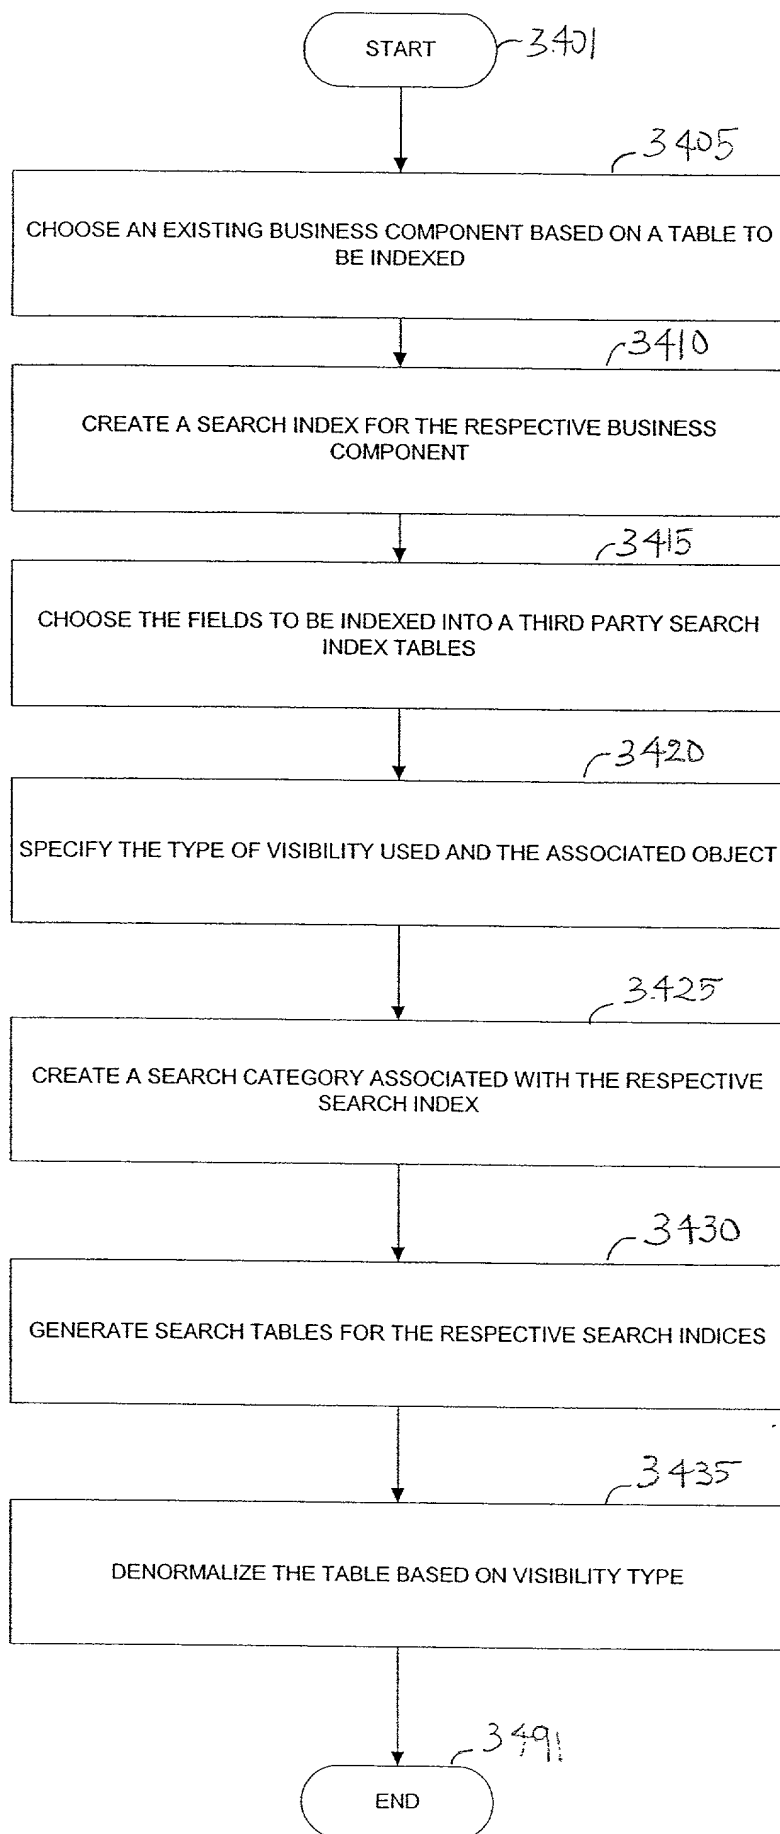 START
3401
3405
CHOOSE AN EXISTING BUSINESS COMPONENT BASED ON A TABLE TO
BE INDEXED
3410
CREATE A SEARCH INDEX FOR THE RESPECTIVE BUSINESS
COMPONENT
3415
CHOOSE THE FIELDS TO BE INDEXED INTO A THIRD PARTY SEARCH
INDEX TABLES
3420
SPECIFY THE TYPE OF VISIBILITY USED AND THE ASSOCIATED OBJECT
3425
CREATE A SEARCH CATEGORY ASSOCIATED WITH THE RESPECTIVE
SEARCH INDEX
3430
GENERATE SEARCH TABLES FOR THE RESPECTIVE SEARCH INDICES
3435
DENORMALIZE THE TABLE BASED ON VISIBILITY TYPE
3491
END